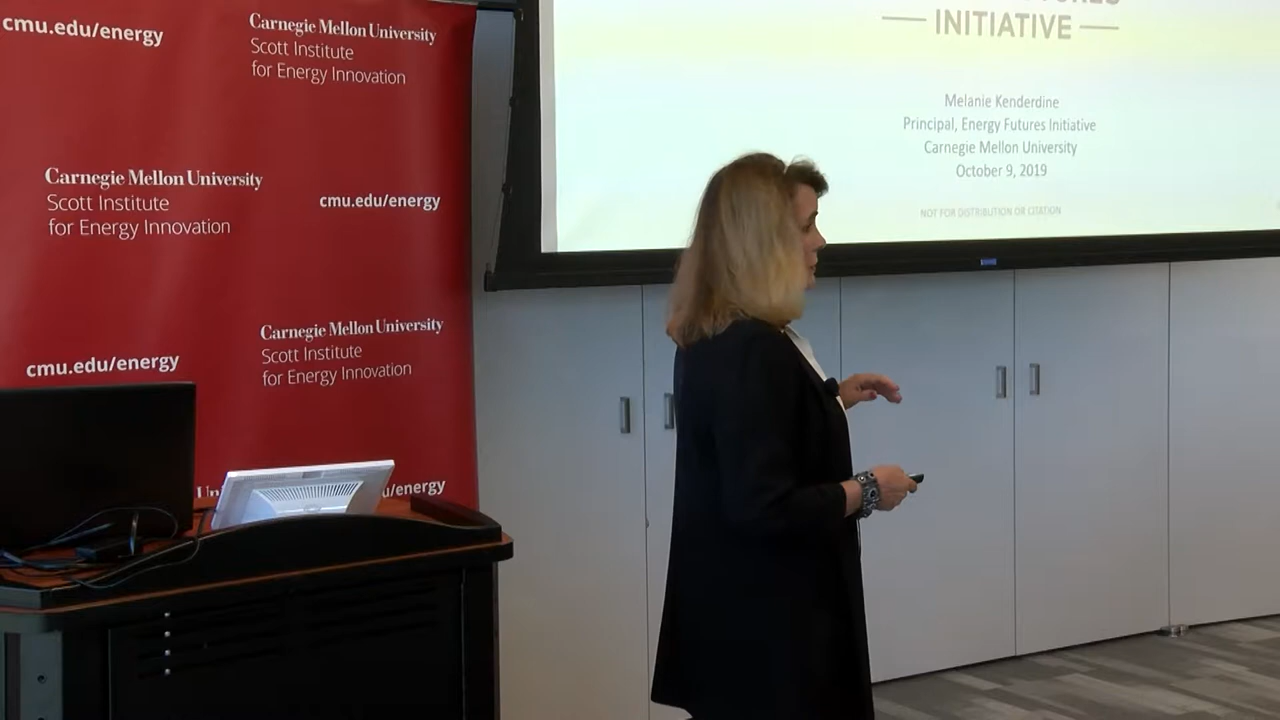 cmu.edu/energy
Carnegie Mellon University
Scott Institute
for Energy Innovation
Carnegie Mellon University
Scott Institute
for Energy Innovation
cmu.edu/energy
Carnegie Mellon University
Scott Institute
for Energy Innovation
cmu.edu/energy
INITIATIVE
Melanie Kenderdine
Principal, Energy Futures Initiative
Carnegie Mellon University
October 9, 2019
NOT FOR DISTRIBUTION OR CITATION